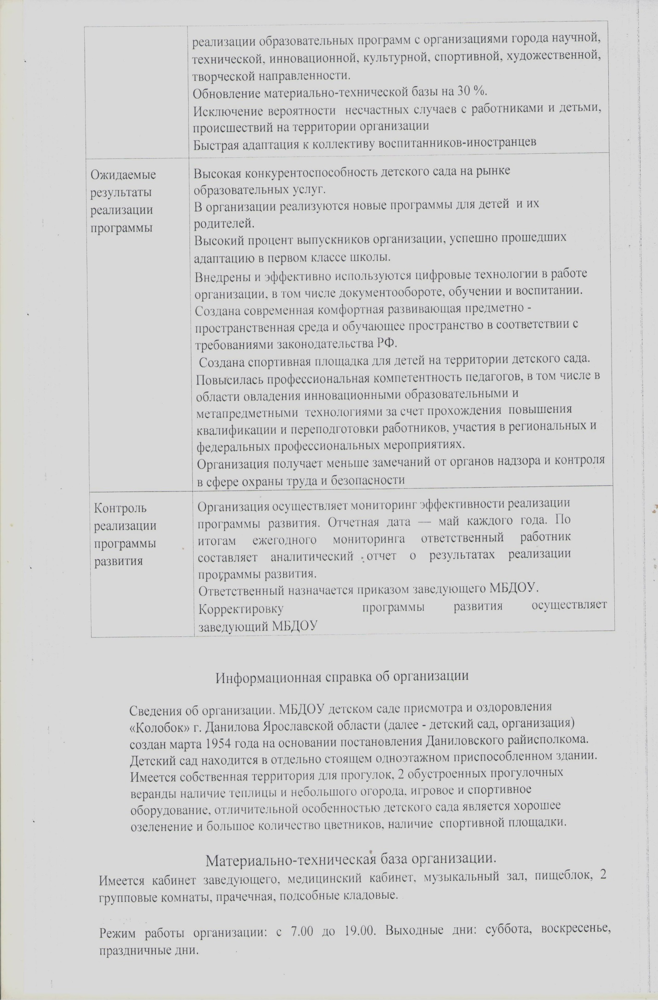 реализации образовательных программ с организациями города научной,
технической, инновационной, культурной, спортивной, художественной,
творческой направленности.
Обновление материально-технической базы на 30 %.
Исключение вероятности несчастных случаев с работниками и детьми,
происшествий на территории организации
Быстрая адаптация к коллективу воспитанников-иностранцев
Ожидаемые
результаты
реализации
программы
Высокая конкурентоспособность детского сада на рынке
образовательных услуг.
В организации реализуются новые программы для детей и их
родителей.
Высокий процент выпускников организации, успешно прошедших
адаптацию в первом классе школы.
Внедрены и эффективно используются цифровые технологии в работе
организации, в том числе документообороте, обучении и воспитании.
Создана современная комфортная развивающая предметно -
пространственная среда и обучающее пространство в соответствии с
требованиями законодательства РФ.
Создана спортивная площадка для детей на территории детского сада.
Повысилась профессиональная компетентность педагогов, в том числе в
области овладения инновационными образовательными и
метапредметными технологиями за счет прохождения повышения
квалификации и переподготовки работников, участия в региональных и
федеральных профессиональных мероприятиях.
Организация получает меньше замечаний от органов надзора и контроля
в сфере охраны труда и безопасности
Контроль
реализации
программы
развития
Организация осуществляет мониторинг эффективности реализации
программы развития. Отчетная дата — май каждого года. По
итогам ежегодного мониторинга ответственный работник
составляет аналитический отчет о результатах реализации
программы развития.
Ответственный назначается приказом заведующего МБДОУ.
Корректировку программы развития осуществляет
заведующий МБДОУ
Информационная справка об организации
Сведения об организации. МБДОУ детском саде присмотра и оздоровления
«Колобок» г. Данилова Ярославской области (далее - детский сад, организация)
создан марта 1954 года на основании постановления Даниловского райисполкома.
Детский сад находится в отдельно стоящем одноэтажном приспособленном здании.
Имеется собственная территория для прогулок, 2 обустроенных прогулочных
веранды наличие теплицы и небольшого огорода, игровое и спортивное
оборудование, отличительной особенностью детского сада является хорошее
озеленение и большое количество цветников, наличие спортивной площадки.
Материально-техническая база организации.
Имеется кабинет заведующего, медицинский кабинет, музыкальный зал, пищеблок, 2
групповые комнаты, прачечная, подсобные кладовые.
Режим работы организации: с 7.00 до 19.00. Выходные дни: суббота, воскресенье,
праздничные дни.